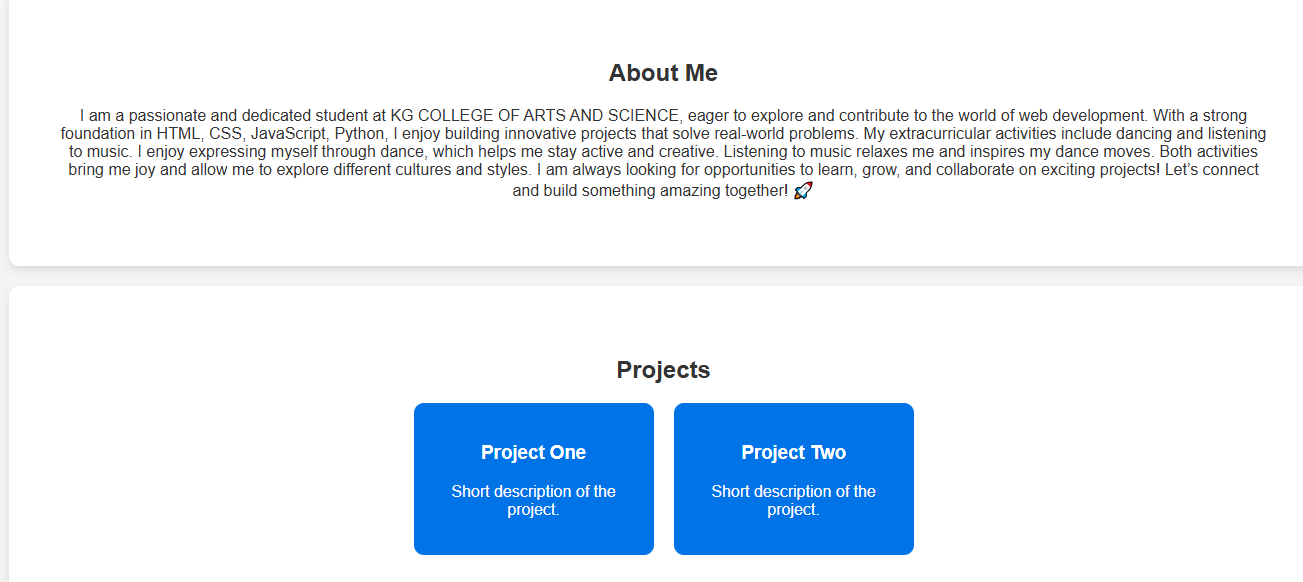 About Me
I am a passionate and dedicated student at KG COLLEGE OF ARTS AND SCIENCE, eager to explore and contribute to the world of web development. With a strong
foundation in HTML, CSS, JavaScript, Python, I enjoy building innovative projects that solve real-world problems. My extracurricular activities include dancing and listening
to music. I enjoy expressing myself through dance, which helps me stay active and creative. Listening to music relaxes me and inspires my dance moves. Both activities
bring me joy and allow me to explore different cultures and styles. I am always looking for opportunities to learn, grow, and collaborate on exciting projects! Let’s connect
and build something amazing together! 🚀
Projects
Project One
Short description of the
project.
Project Two
Short description of the
project.